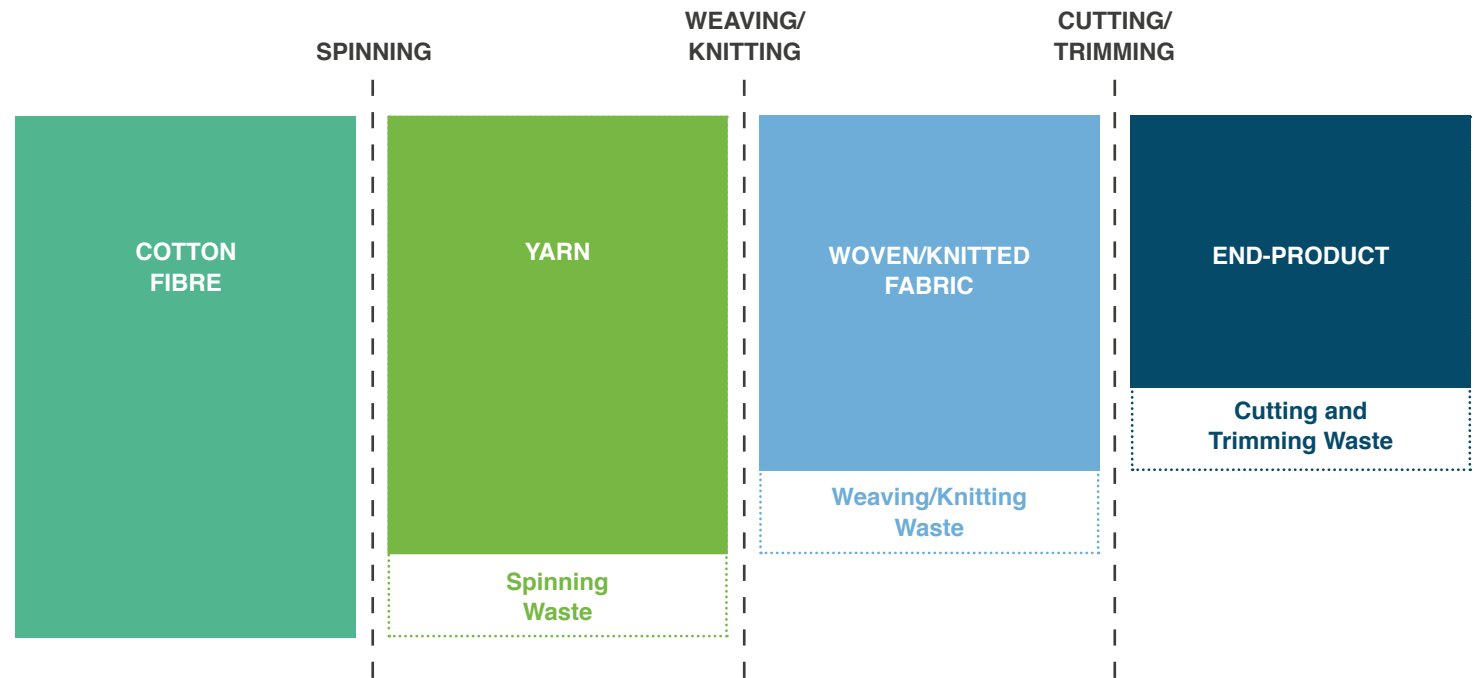 SPINNING
WEAVING/
KNITTING
CUTTING/
TRIMMING
COTTON
FIBRE
YARN
WOVEN/KNITTED
FABRIC
END-PRODUCT
Spinning
Waste
Weaving/Knitting
Waste
Cutting and
Trimming Waste